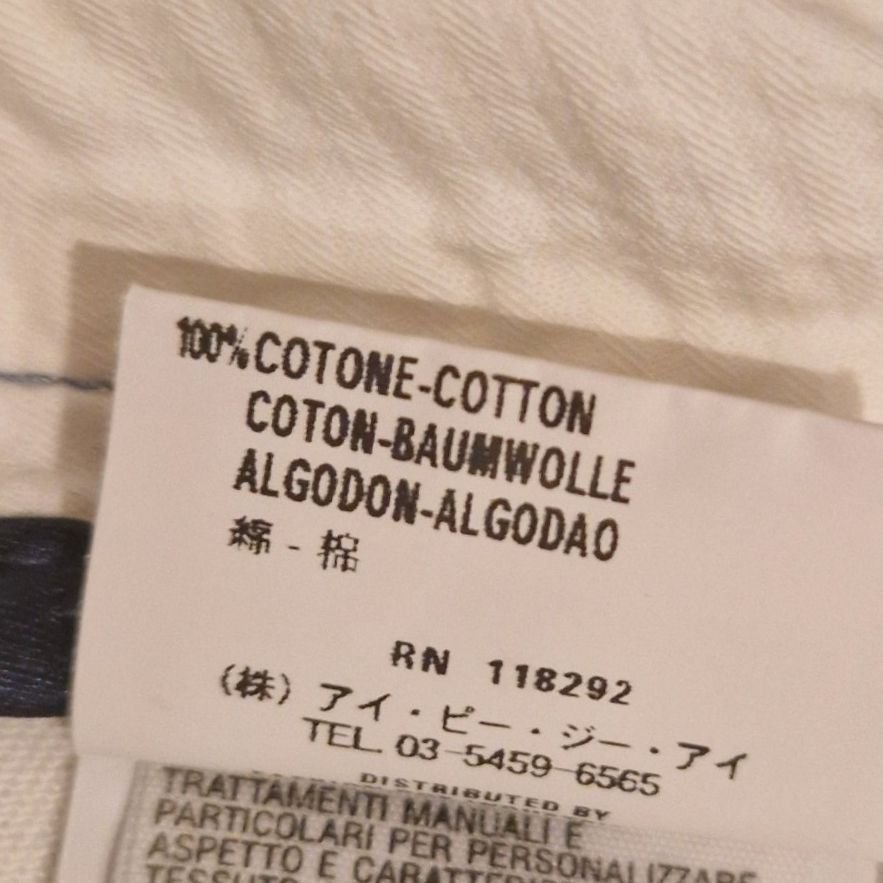 100% COTONE-COTTON
COTON-BAUMWOLLE
ALGODON-ALGODAO
綿 - 棉
RN 118292
(株) アイ・ピー・ジー・アイ
TEL. 03-5459-6565
DISTRIBUTED BY
TRATTAMENTI MANUALI E
PARTICOLARI PER PERSONALIZZARE
ASPETTO E
TESSUTO